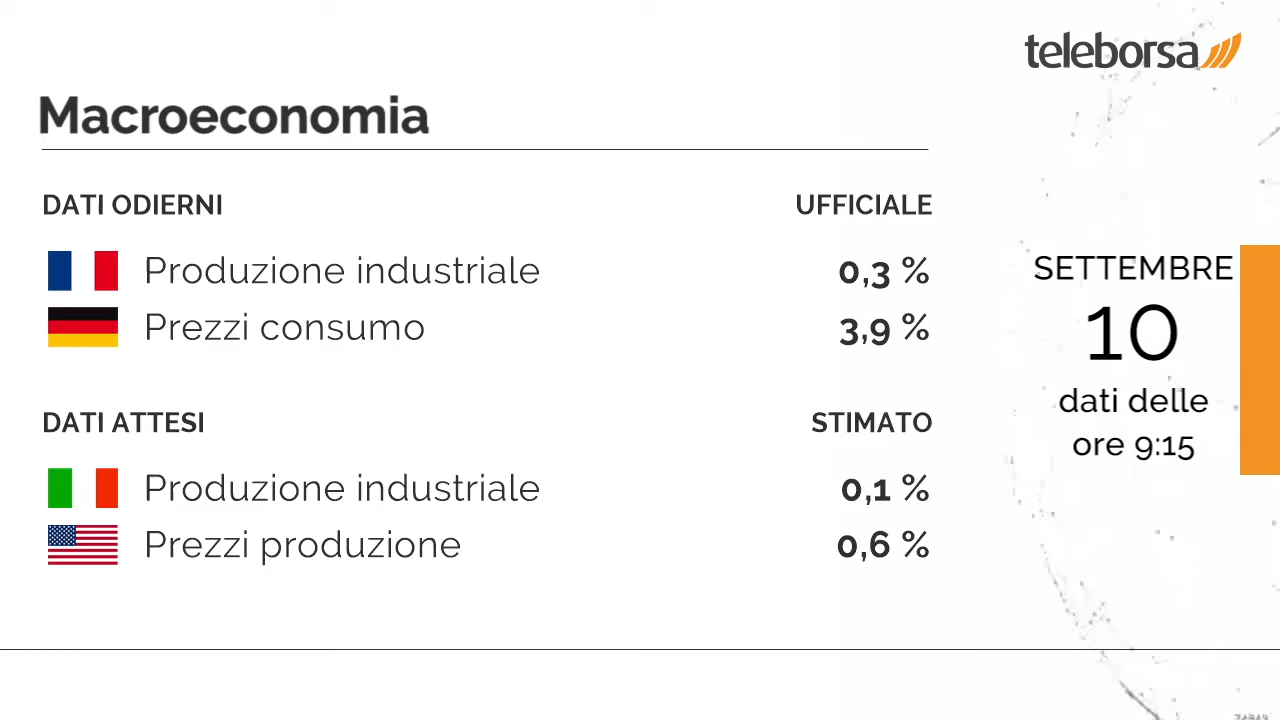 teleborsa
Macroeconomia
DATI ODIERNI UFFICIALE
Produzione industriale 0,3 %
Prezzi consumo 3,9 %
DATI ATTESI STIMATO
Produzione industriale 0,1 %
Prezzi produzione 0,6 %
SETTEMBRE
10
dati delle
ore 9:15